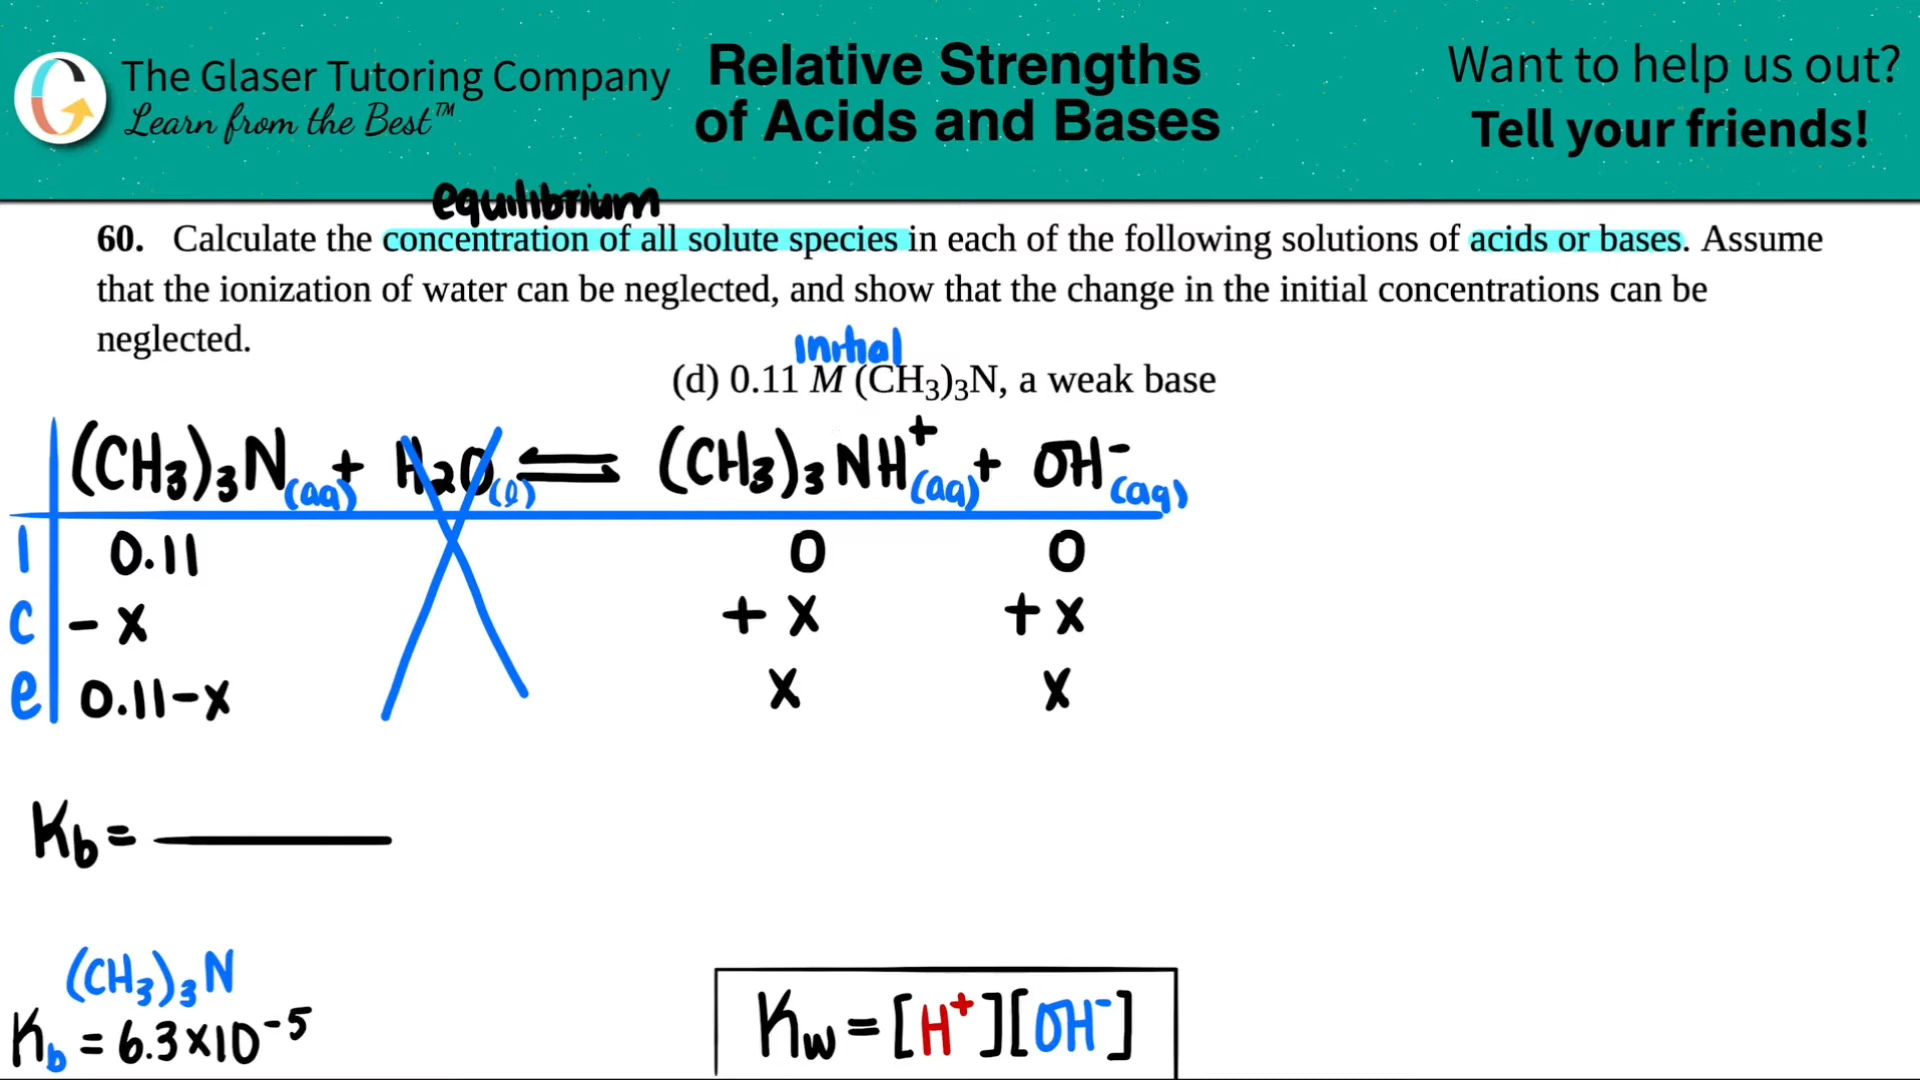 The Glaser Tutoring Company
Learn from the Best™
Relative Strengths
of Acids and Bases
Want to help us out?
Tell your friends!
equilibrium
60. Calculate the concentration of all solute species in each of the following solutions of acids or bases. Assume
that the ionization of water can be neglected, and show that the change in the initial concentrations can be
neglected.
initial
(d) 0.11 M (CH₃)₃N, a weak base
(CH₃)₃N(aq) + H₂O(l) ⇌ (CH₃)₃NH⁺(aq) + OH⁻(aq)
I 0.11 0 0
C -x +x +x
e 0.11-x x x
Kb =
(CH₃)₃N
Kb = 6.3×10⁻⁵
Kw = [H⁺][OH⁻]